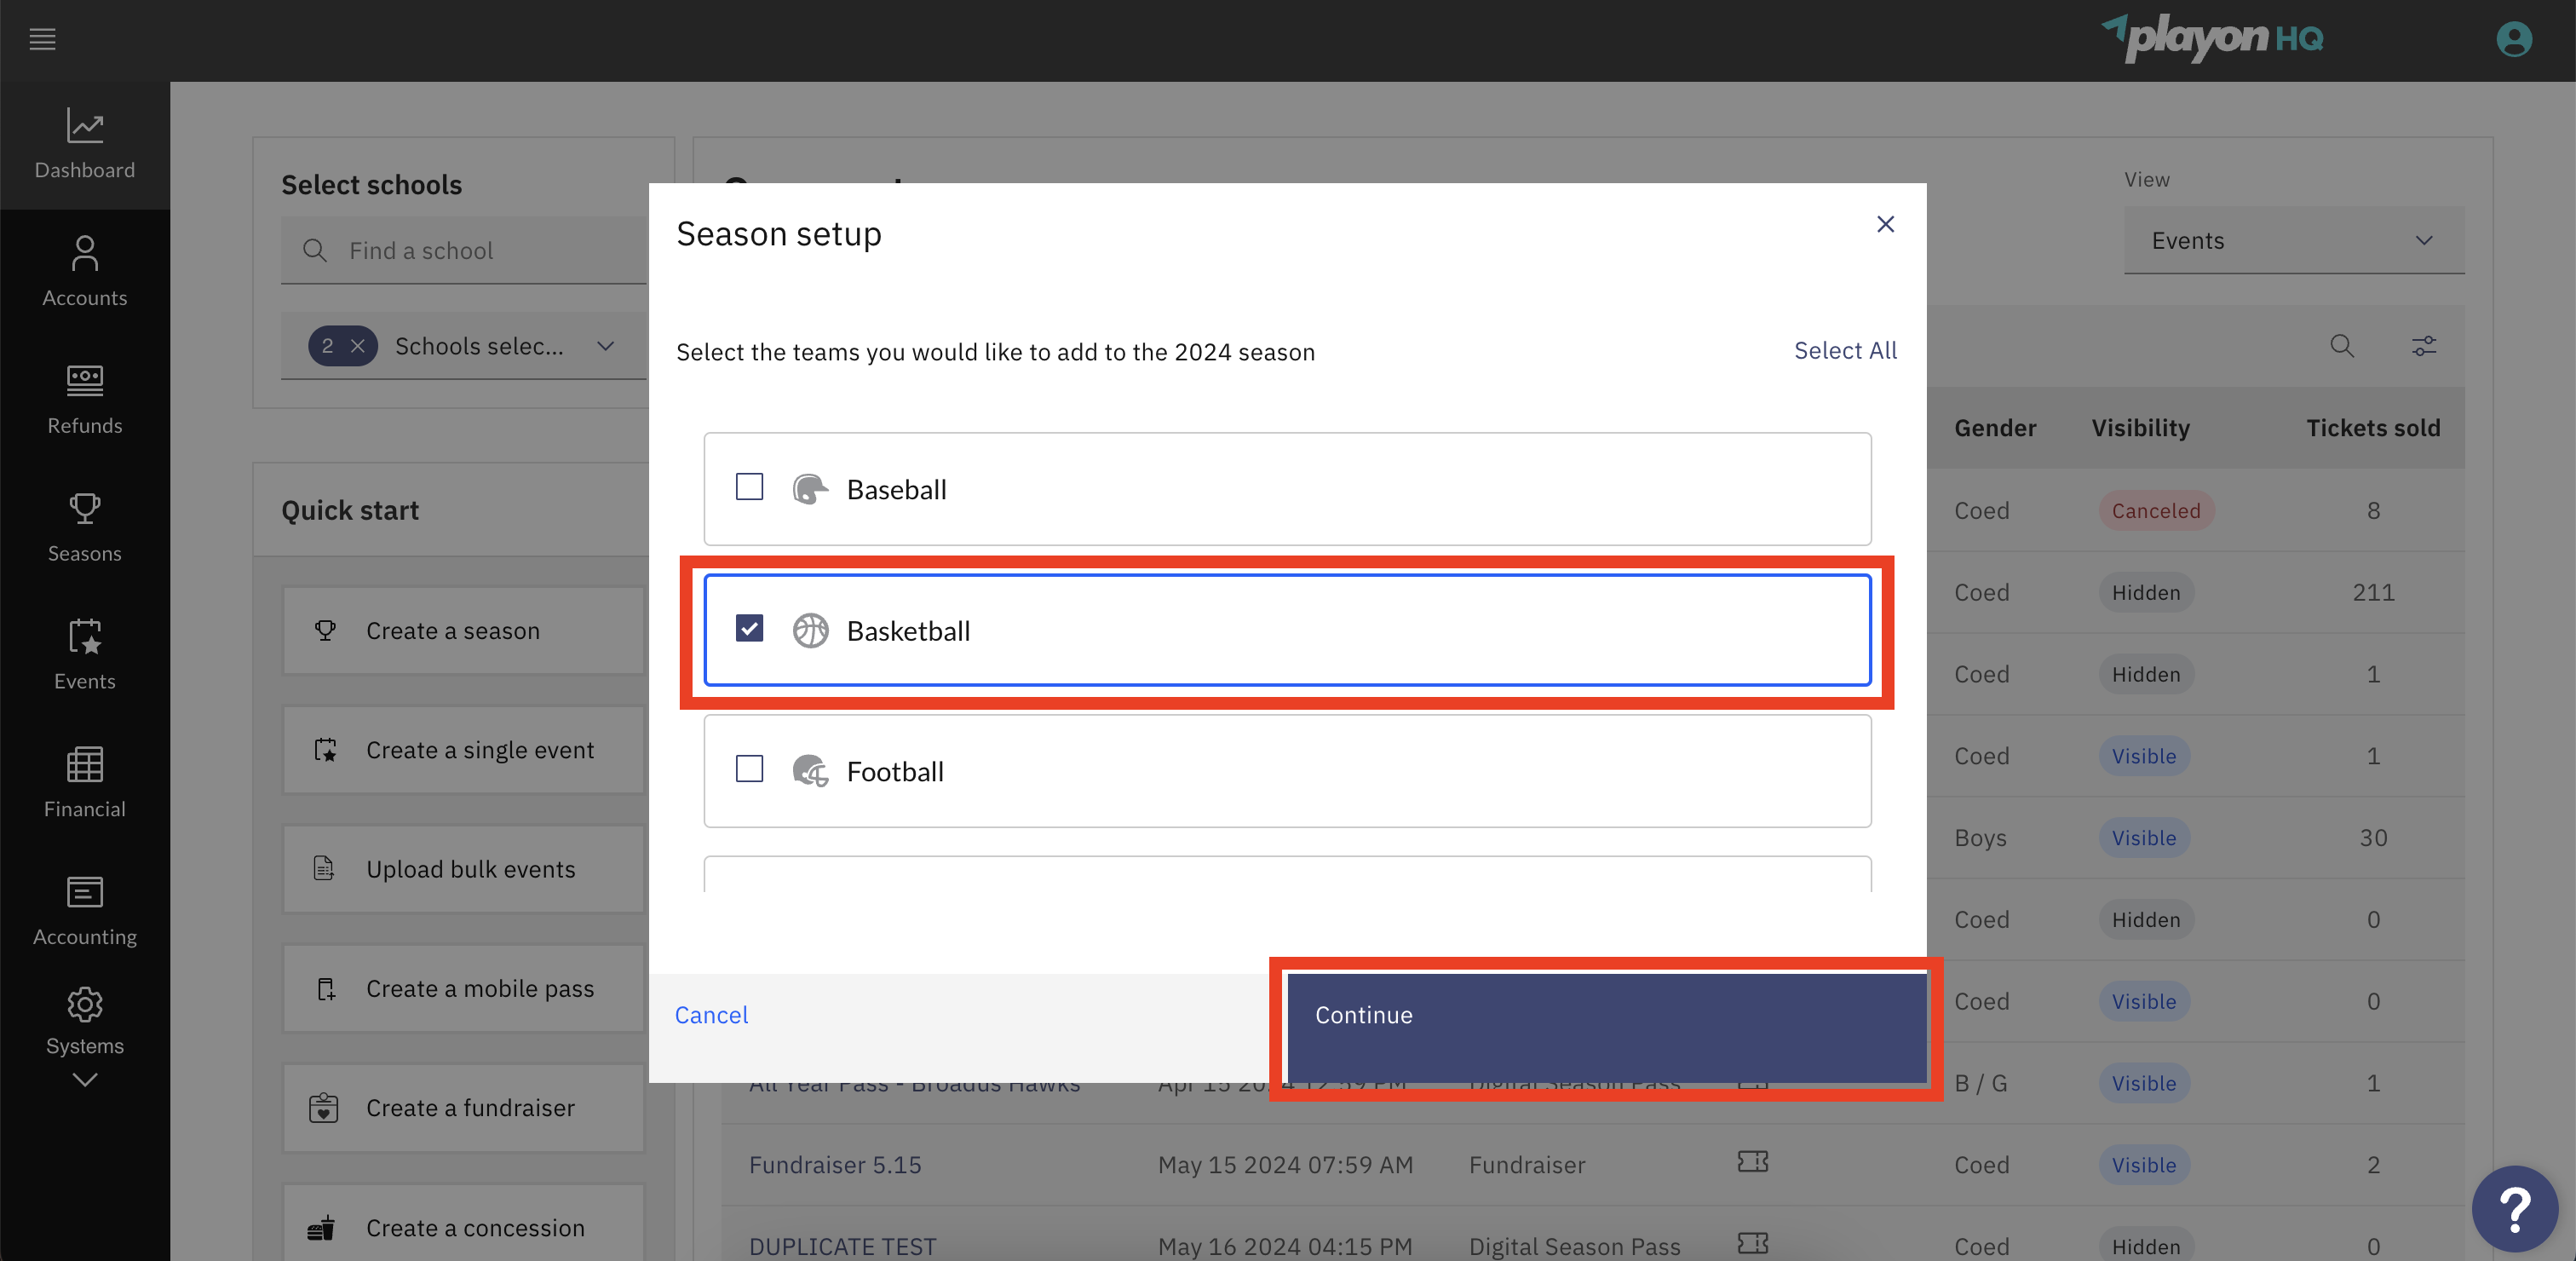 playon HQ
Dashboard
Accounts
Refunds
Seasons
Events
Financial
Accounting
Systems
Select schools
Find a school
2 Schools selec...
Quick start
Create a season
Create a single event
Upload bulk events
Create a mobile pass
Create a fundraiser
Create a concession
View
Events
Season setup
Select the teams you would like to add to the 2024 season
Select All
Baseball
Basketball
Football
Cancel
Continue
Gender Visibility Tickets sold
Coed Canceled 8
Coed Hidden 211
Coed Hidden 1
Coed Visible 1
Boys Visible 30
Coed Hidden 0
Coed Visible 0
All Year Pass - Broadus Hawks Apr 15 2024 12:59 PM Digital Season Pass B / G Visible 1
Fundraiser 5.15 May 15 2024 07:59 AM Fundraiser Coed Visible 2
DUPLICATE TEST May 16 2024 04:15 PM Digital Season Pass Coed Hidden 0
?